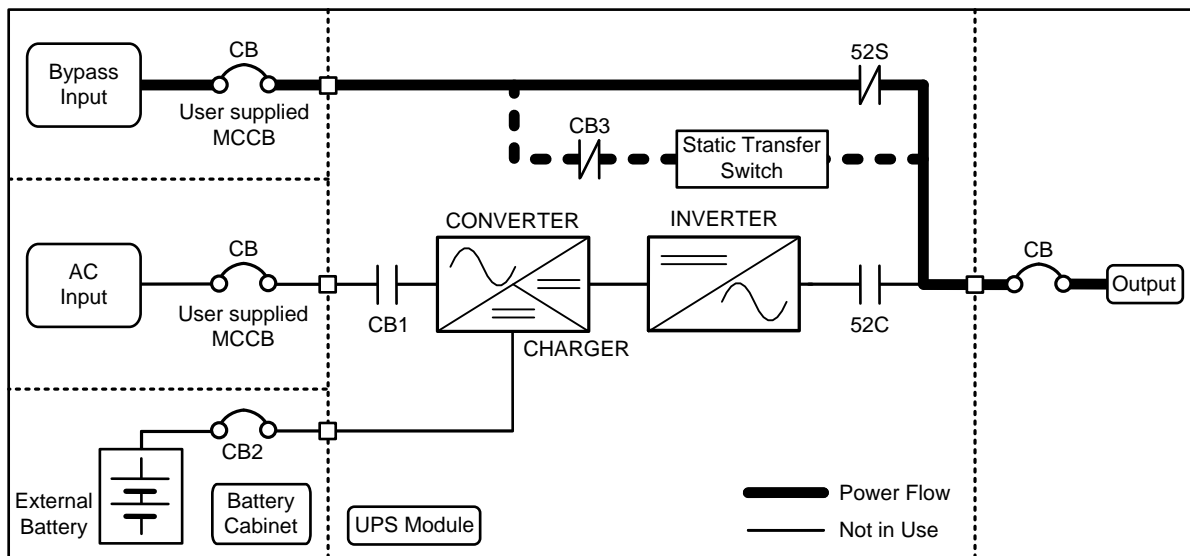 Bypass
Input
CB
User supplied
MCCB
52S
CB3
Static Transfer
Switch
CONVERTER
INVERTER
AC
Input
CB
User supplied
MCCB
CB1
CHARGER
52C
CB
Output
CB2
External
Battery
Battery
Cabinet
UPS Module
Power Flow
Not in Use